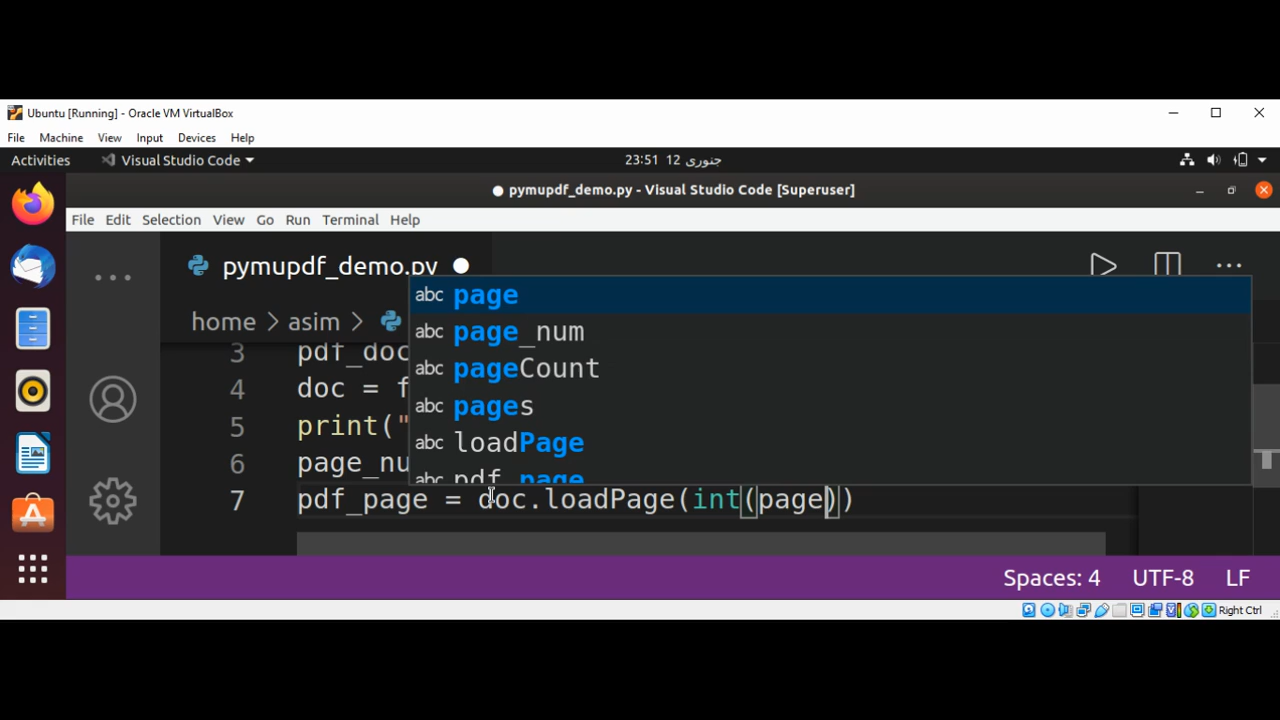 Ubuntu [Running] - Oracle VM VirtualBox
File Machine View Input Devices Help
Activities Visual Studio Code 23:51 12 جنوری
pymupdf_demo.py - Visual Studio Code [Superuser]
File Edit Selection View Go Run Terminal Help
pymupdf_demo.py
home > asim >
abc page
abc page_num
abc pageCount
abc pages
abc loadPage
abc pdf_page
3 pdf_doc
4 doc = f
5 print("
6 page_nu
7 pdf_page = doc.loadPage(int(page))
Spaces: 4 UTF-8 LF
Right Ctrl